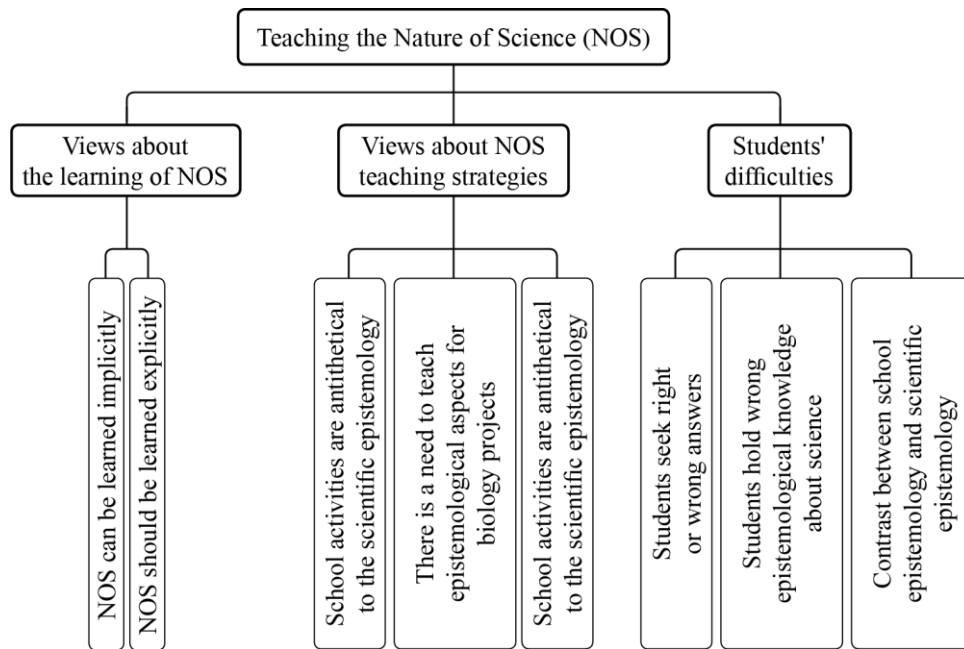 Teaching the Nature of Science (NOS)
Views about
the learning of NOS
Views about NOS
teaching strategies
Students'
difficulties
NOS can be learned implicitly
NOS should be learned explicitly
School activities are antithetical
to the scientific epistemology
There is a need to teach
epistemological aspects for
biology projects
School activities are antithetical
to the scientific epistemology
Students seek right
or wrong answers
Students hold wrong
epistemological knowledge
about science
Contrast between school
epistemology and scientific
epistemology